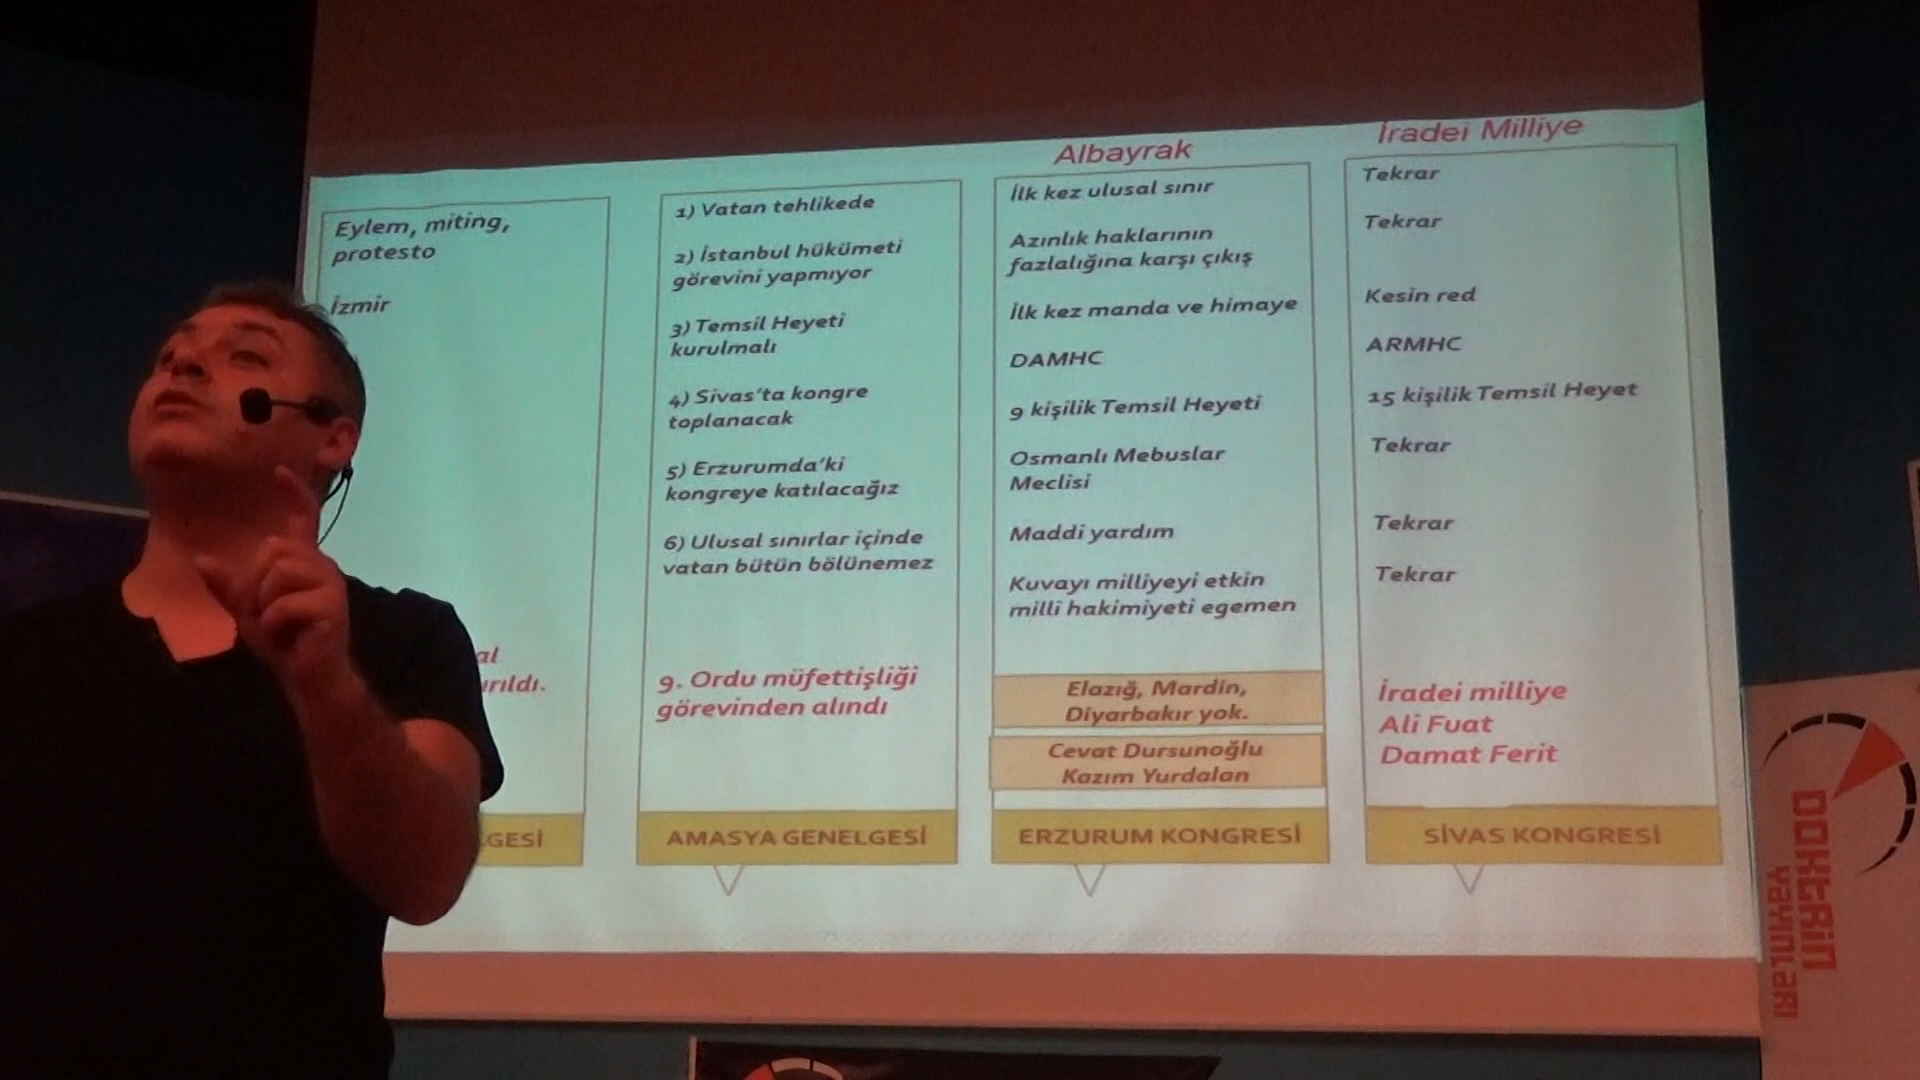 Eylem, miting,
protesto
İzmir
al
ırıldı.
GESİ
1) Vatan tehlikede
2) İstanbul hükümeti
görevini yapmıyor
3) Temsil Heyeti
kurulmalı
4) Sivas'ta kongre
toplanacak
5) Erzurumda'ki
kongreye katılacağız
6) Ulusal sınırlar içinde
vatan bütün bölünemez
9. Ordu müfettişliği
görevinden alındı
AMASYA GENELGESİ
Albayrak
İlk kez ulusal sınır
Azınlık haklarının
fazlalığına karşı çıkış
İlk kez manda ve himaye
DAMHC
9 kişilik Temsil Heyeti
Osmanlı Mebuslar
Meclisi
Maddi yardım
Kuvayı milliyeyi etkin
milli hakimiyeti egemen
Elazığ, Mardin,
Diyarbakır yok.
Cevat Dursunoğlu
Kazım Yurdalan
ERZURUM KONGRESİ
İradei Milliye
Tekrar
Tekrar
Kesin red
ARMHC
15 kişilik Temsil Heyet
Tekrar
Tekrar
Tekrar
İradei milliye
Ali Fuat
Damat Ferit
SİVAS KONGRESİ
DOKTRİN
yayınları